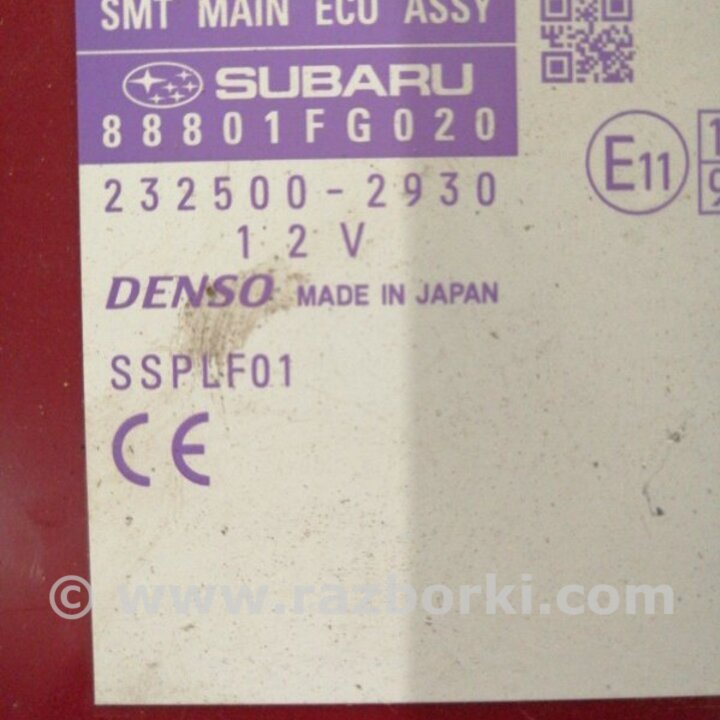 SMT MAIN ECU ASSY
SUBARU
88801FG020
232500-2930
12V
DENSO MADE IN JAPAN
SSPLF01
CE
E11
© www.razborki.com